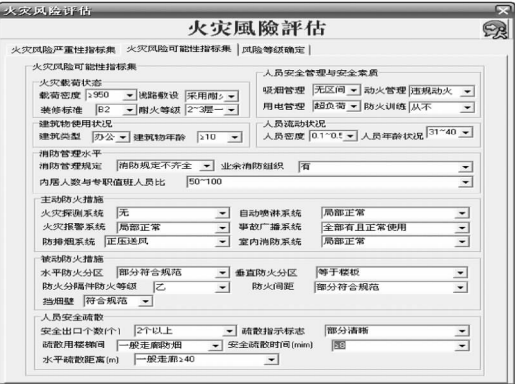 火灾风险评估
火灾風險評估
火灾风险严重性指标集 火灾风险可能性指标集 风险等级确定
火灾风险可能性指标集
火灾载荷状态
载荷密度 ≥950 线路敷设 采用耐
装修标准 B2 耐火等级 2~3层一
人员安全管理与安全素质
吸烟管理 无区间 动火管理 违规动火
用电管理 超负荷 防火训练 从不
建筑物使用状况
建筑类型 办公 建筑物年龄 ≥10
人员流动状况
人员密度 0.1~0.5 人员年龄状况 31~40
消防管理水平
消防管理规定 消防规定不齐全 业余消防组织 有
内居人数与专职值班人员比 50~100
主动防火措施
火灾探测系统 无 自动喷淋系统 局部正常
火灾报警系统 局部正常 事故广播系统 全部有且正常使用
防排烟系统 正压送风 室内消防系统 局部正常
被动防火措施
水平防火分区 部分符合规范 垂直防火分区 等于楼板
防火分隔件防火等级 乙 防火间距 部分符合规范
挡烟壁 符合规范
人员安全疏散
安全出口个数(个) 2个以上 疏散指示标志 部分清晰
疏散用楼梯间 一般走廊防烟 安全疏散时间(mim)
水平疏散距离(m) 一般走廊≥40